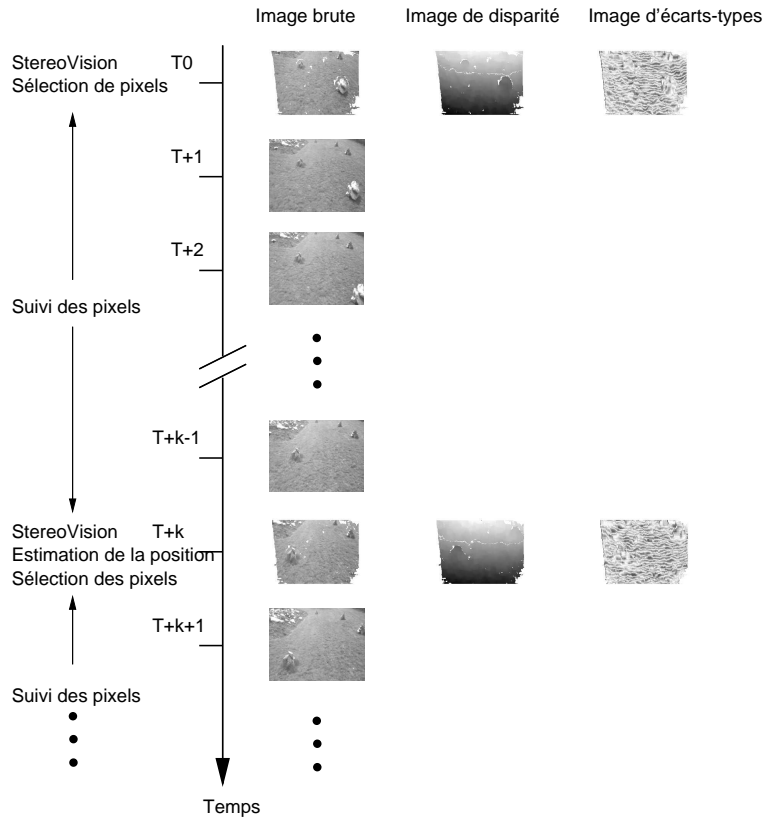 Image brute
Image de disparité
Image d'écarts-types
StereoVision
T0
Sélection de pixels
T+1
T+2
Suivi des pixels
T+k-1
StereoVision
T+k
Estimation de la position
Sélection des pixels
T+k+1
Suivi des pixels
Temps